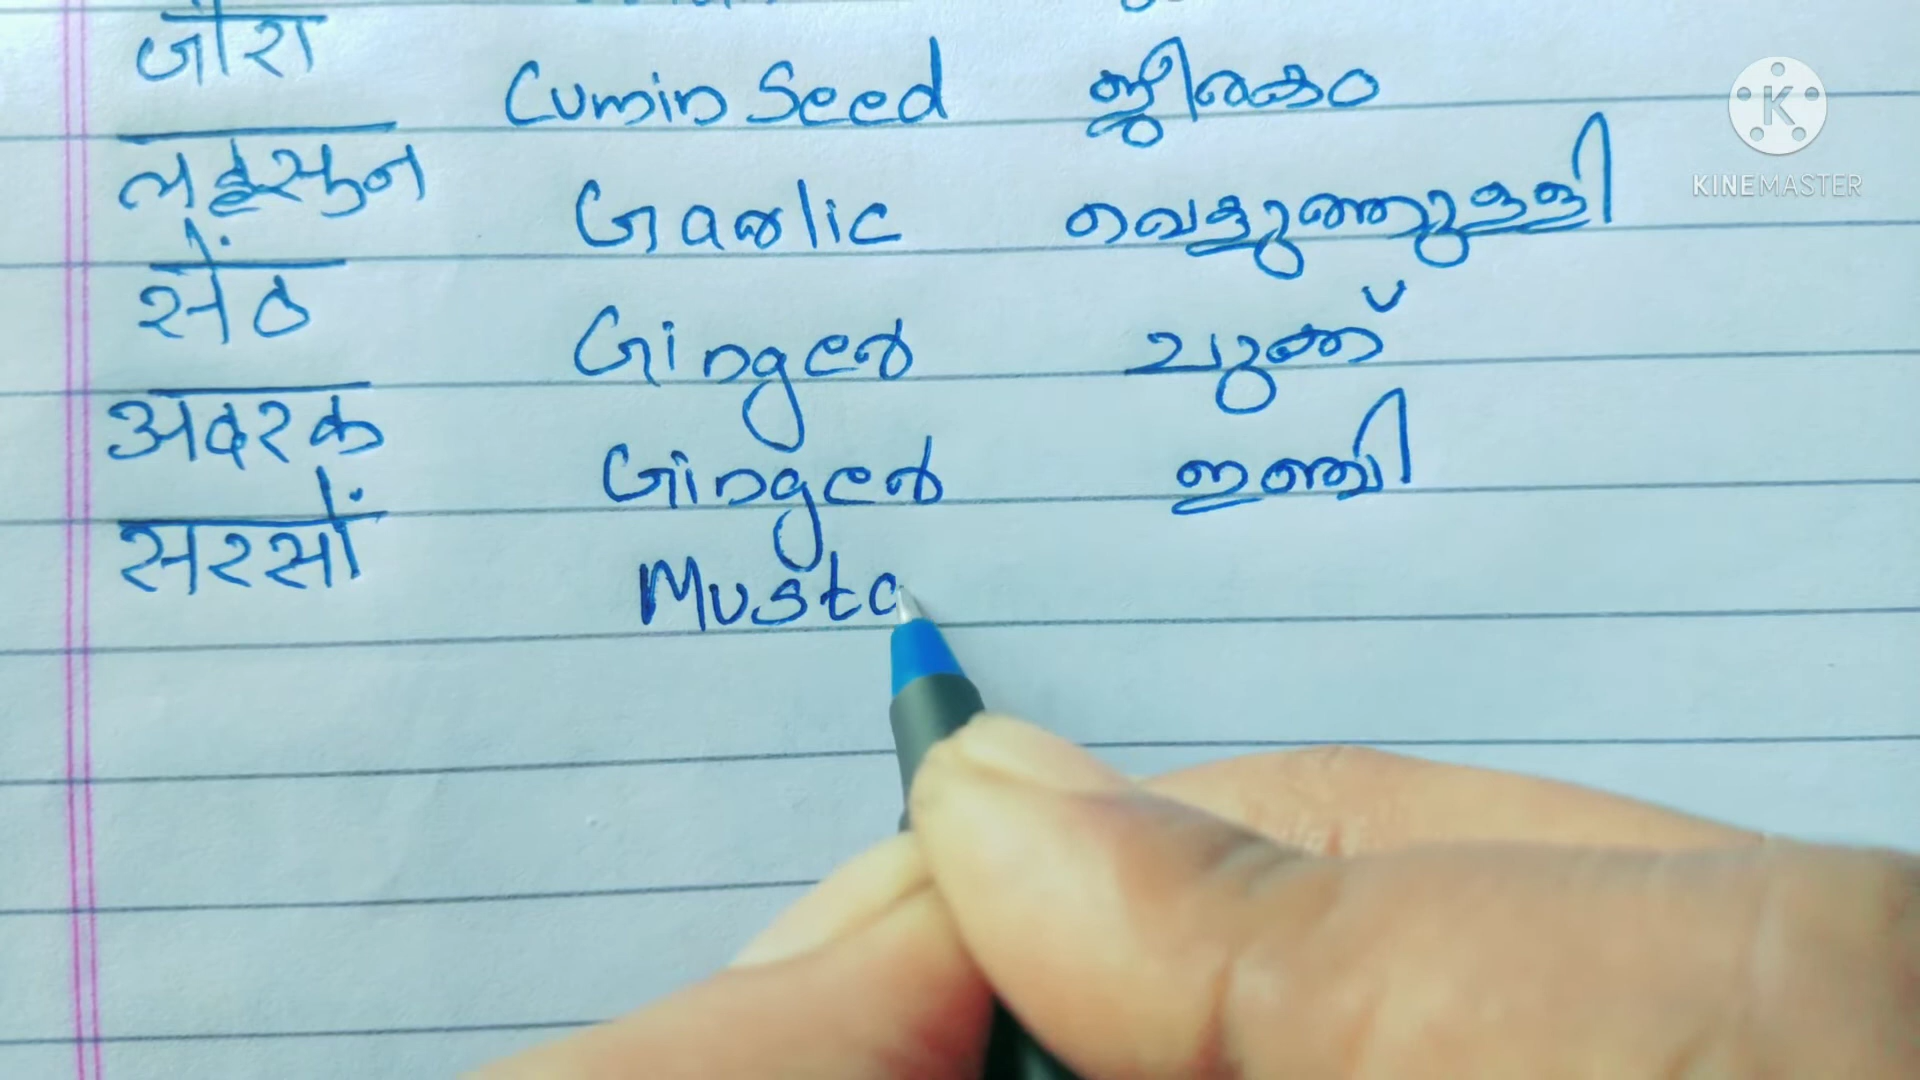 जीरा Cumin Seed ജീരകം
लहसुन Garlic വെളുത്തുള്ളി
सोंठ Ginger ചുക്ക്
अदरक Ginger ഇഞ്ചി
सरसों Musta
KINEMASTER